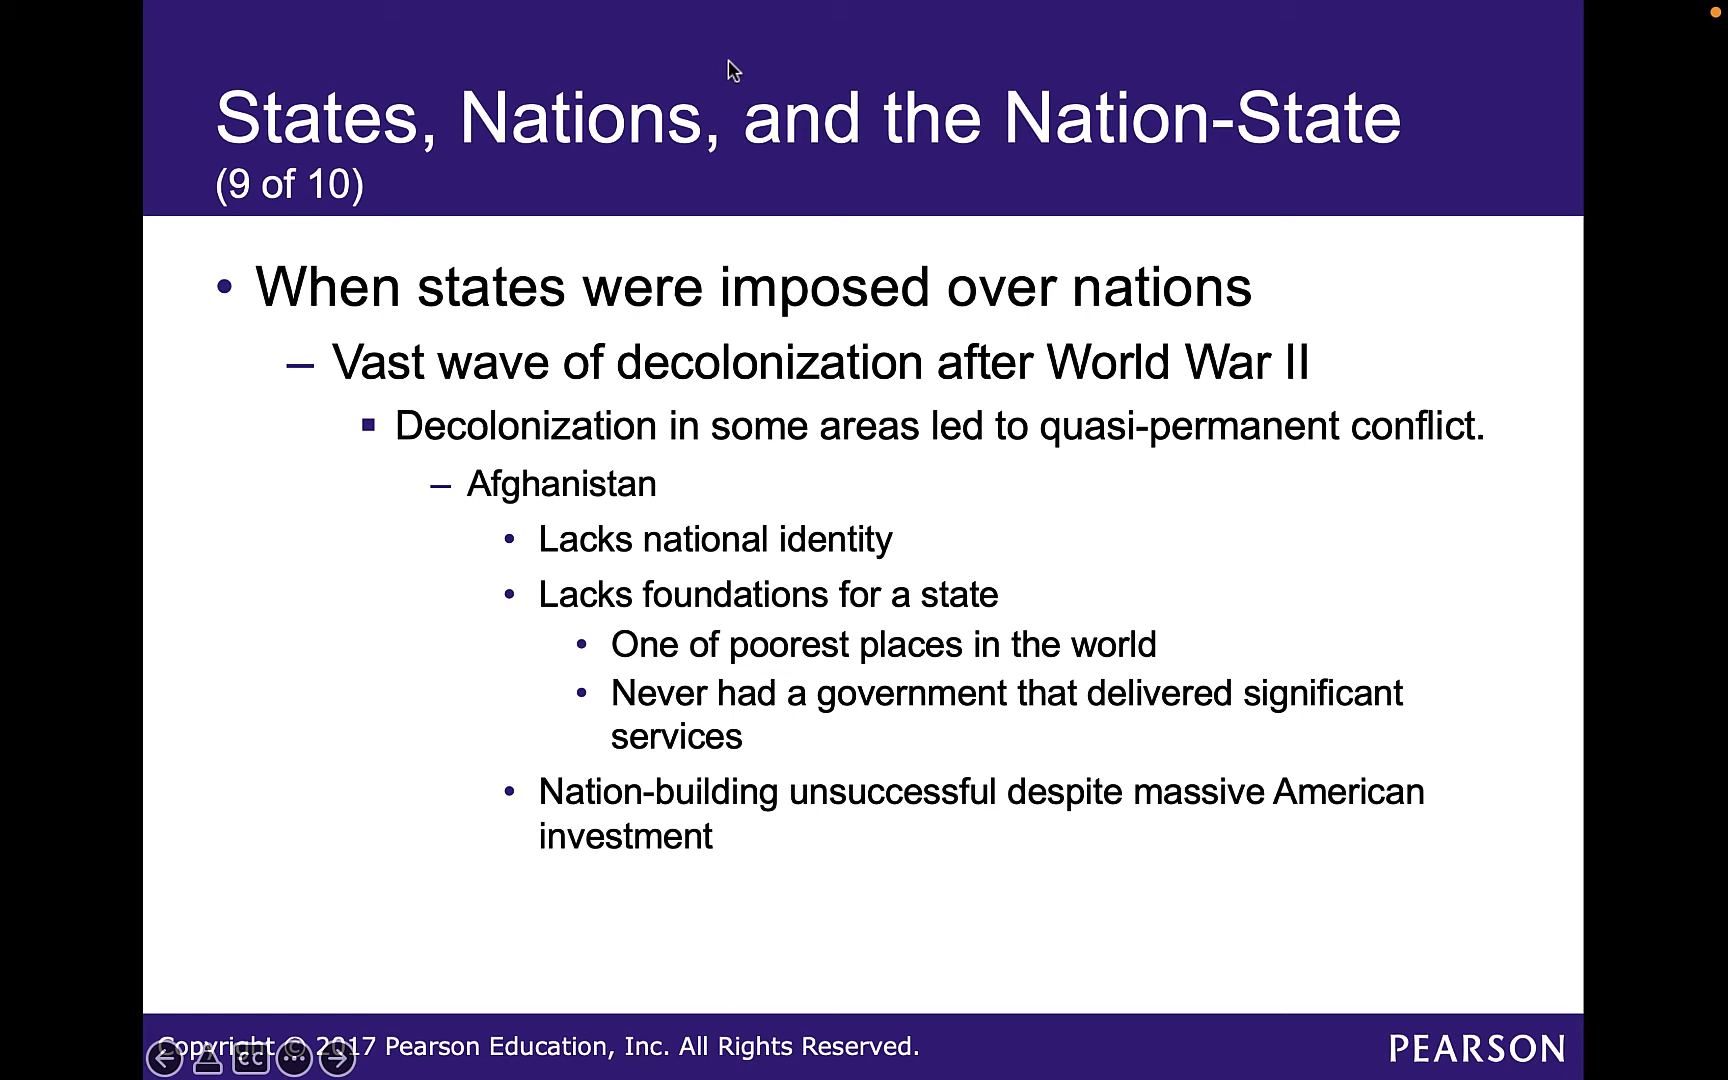 States, Nations, and the Nation-State
(9 of 10)
• When states were imposed over nations
– Vast wave of decolonization after World War II
▪ Decolonization in some areas led to quasi-permanent conflict.
– Afghanistan
• Lacks national identity
• Lacks foundations for a state
• One of poorest places in the world
• Never had a government that delivered significant
services
• Nation-building unsuccessful despite massive American
investment
Copyright © 2017 Pearson Education, Inc. All Rights Reserved.
PEARSON
CC